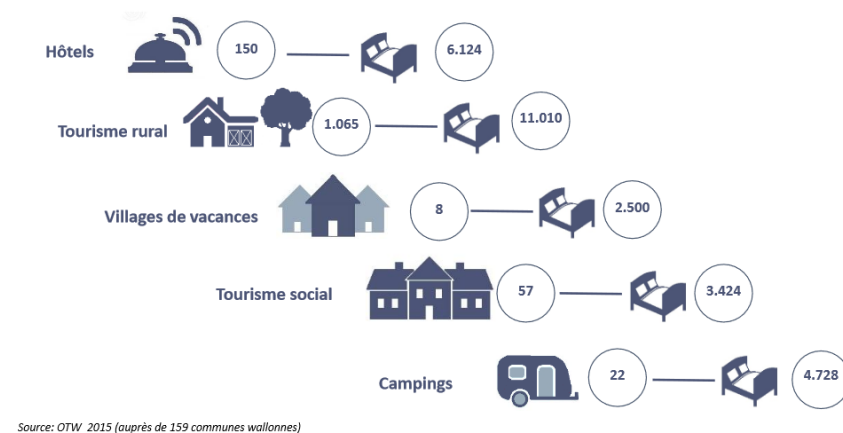 Hôtels 150 6.124
Tourisme rural 1.065 11.010
Villages de vacances 8 2.500
Tourisme social 57 3.424
Campings 22 4.728
Source: OTW 2015 (auprès de 159 communes wallonnes)